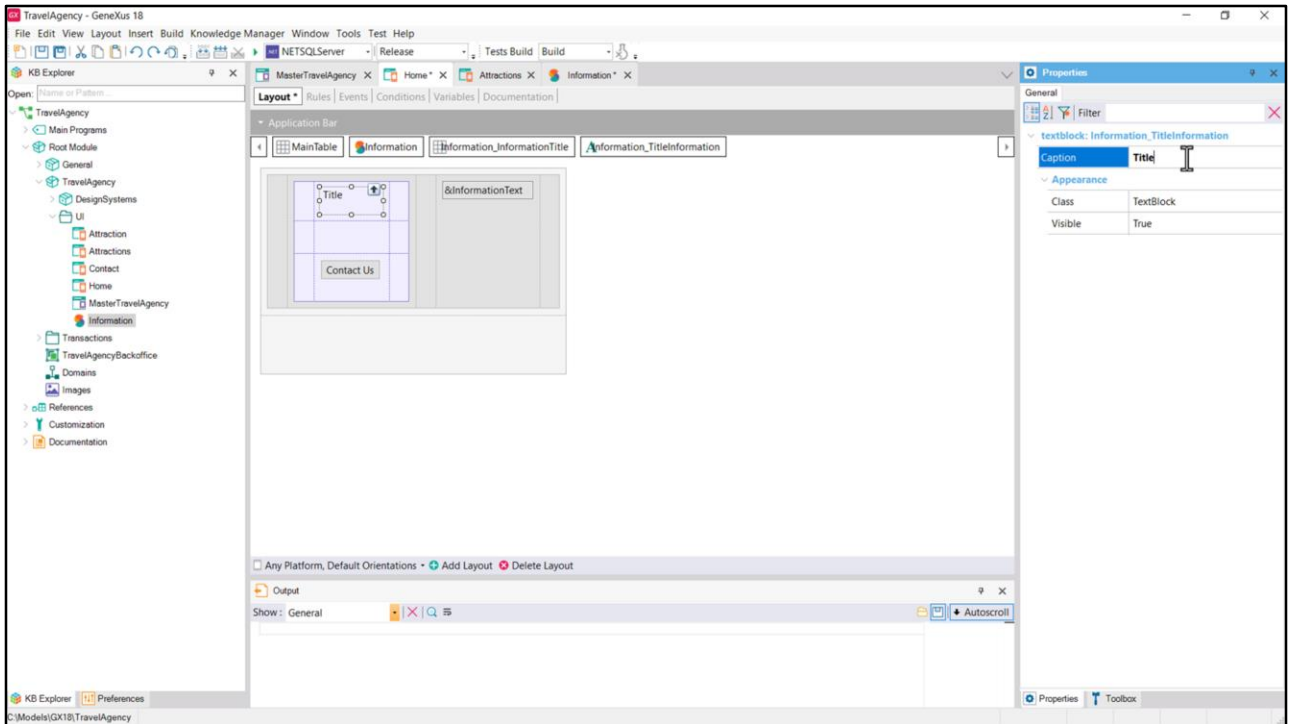 GX TravelAgency - GeneXus 18
File Edit View Layout Insert Build Knowledge Manager Window Tools Test Help
.NET NETSQLServer Release Tests Build Build
KB Explorer
Open: Name or Pattern...
TravelAgency
Main Programs
Root Module
General
TravelAgency
DesignSystems
UI
Attraction
Attractions
Contact
Home
MasterTravelAgency
Information
Transactions
TravelAgencyBackoffice
Domains
Images
References
Customization
Documentation
KB Explorer Preferences
MasterTravelAgency X Home* X Attractions X Information* X
Layout * Rules Events Conditions Variables Documentation
Application Bar
MainTable Information Information_InformationTitle Information_TitleInformation
Title
&InformationText
Contact Us
Any Platform, Default Orientations Add Layout Delete Layout
Output
Show: General Autoscroll
Properties
General
Filter
textblock: Information_TitleInformation
Caption Title
Appearance
Class TextBlock
Visible True
Properties Toolbox
C:\Models\GX18\TravelAgency